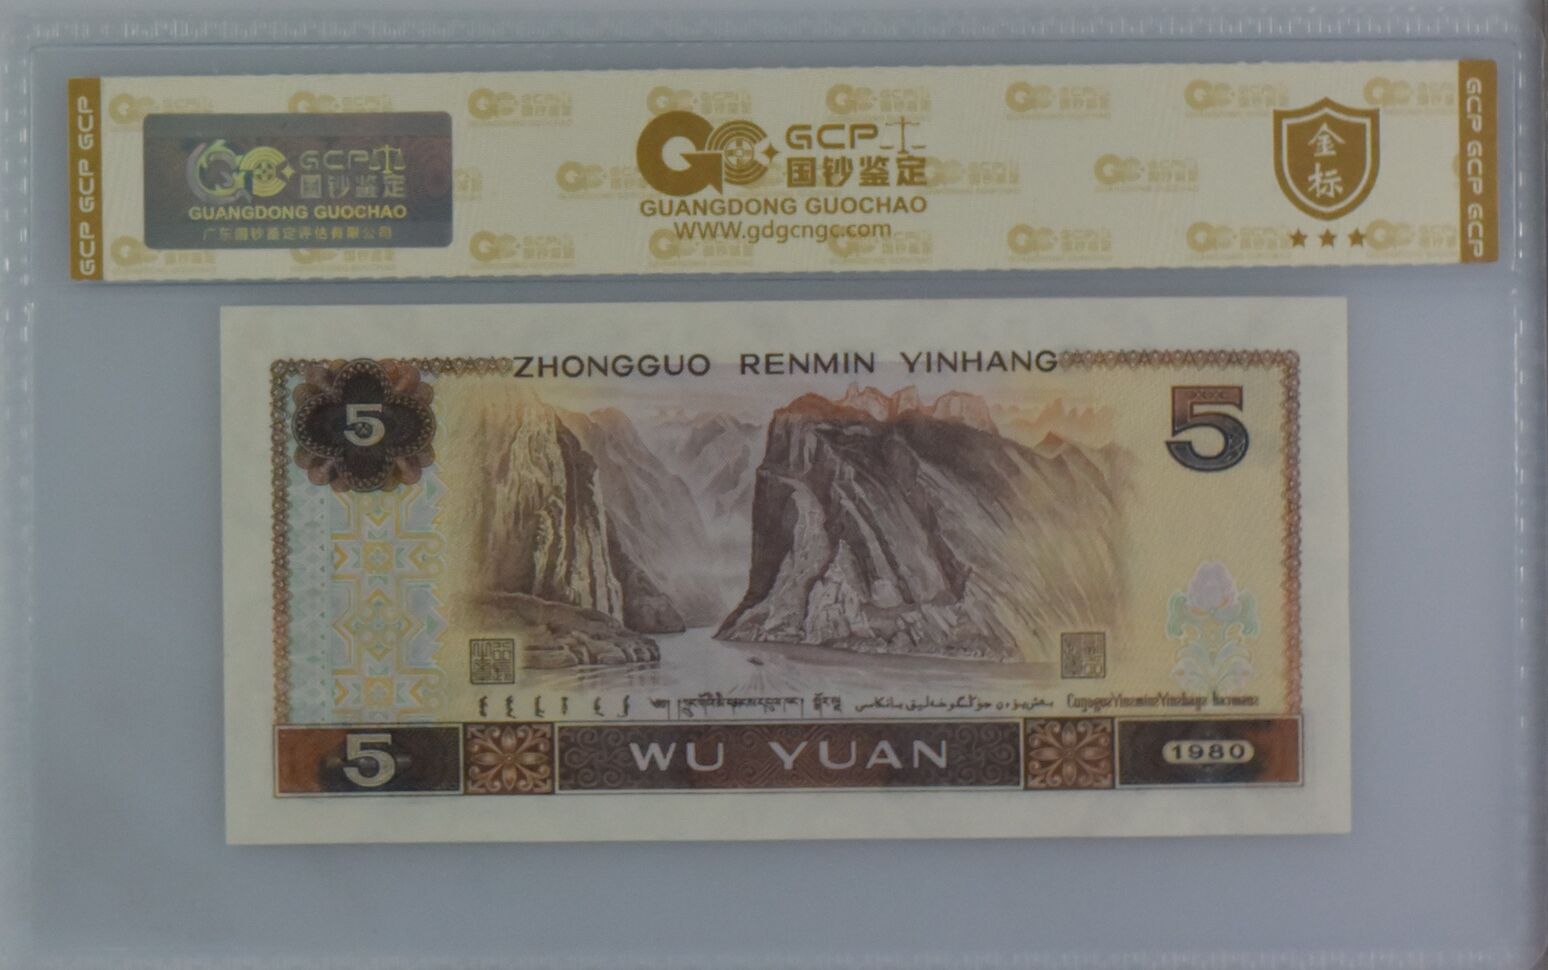 GCP GCP GCP
GCP 国钞鉴定
GUANGDONG GUOCHAO
广东国钞鉴定评估有限公司
GCP
国钞鉴定
GUANGDONG GUOCHAO
WWW.gdgcngc.com
金标
GCP GCP GCP
ZHONGGUO RENMIN YINHANG
5
5
5
WU YUAN
1980